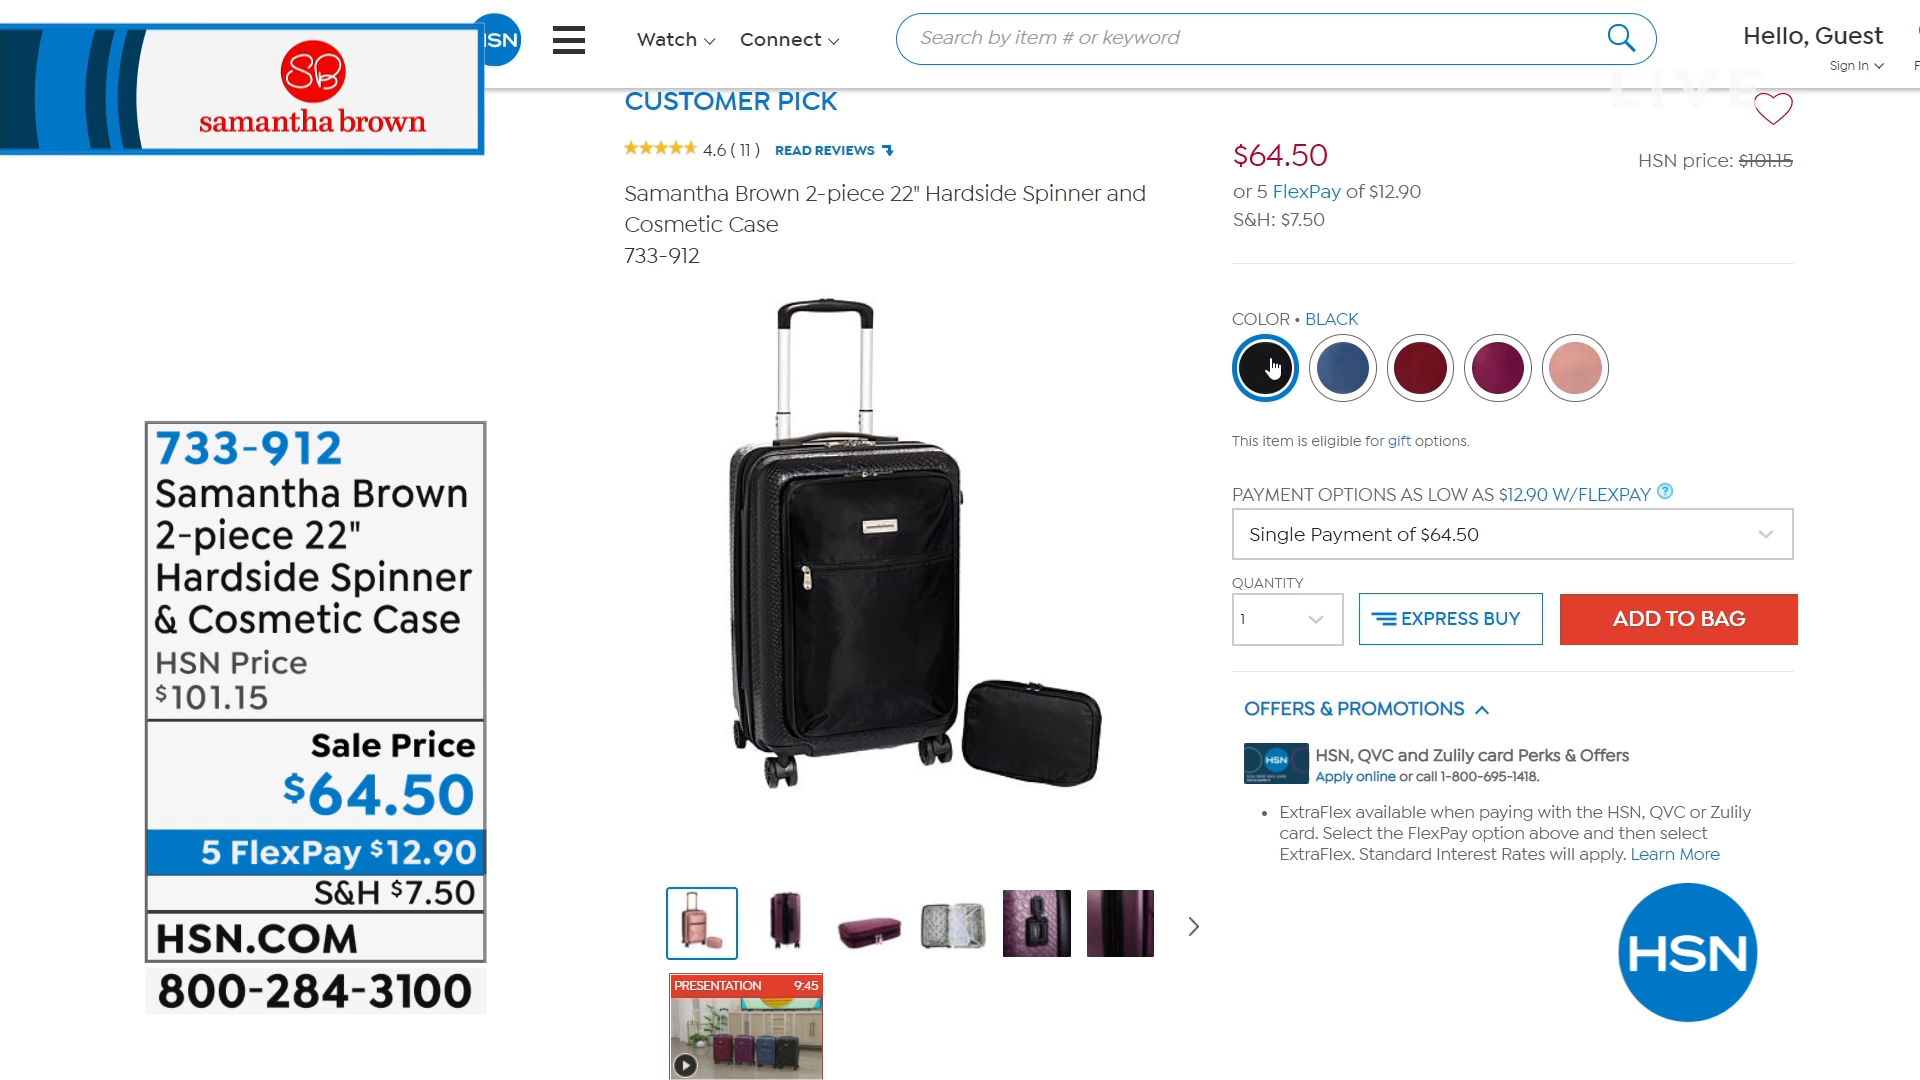 SB
samantha brown
HSN
Watch
Connect
Search by item # or keyword
Hello, Guest
Sign In
LIVE
CUSTOMER PICK
4.6 ( 11 ) READ REVIEWS
Samantha Brown 2-piece 22" Hardside Spinner and
Cosmetic Case
733-912
$64.50
HSN price: $101.15
or 5 FlexPay of $12.90
S&H: $7.50
COLOR • BLACK
This item is eligible for gift options.
PAYMENT OPTIONS AS LOW AS $12.90 W/FLEXPAY ?
Single Payment of $64.50
QUANTITY
1
EXPRESS BUY
ADD TO BAG
OFFERS & PROMOTIONS
HSN
HSN, QVC and Zulily card Perks & Offers
Apply online or call 1-800-695-1418.
• ExtraFlex available when paying with the HSN, QVC or Zulily
card. Select the FlexPay option above and then select
ExtraFlex. Standard Interest Rates will apply. Learn More
733-912
Samantha Brown
2-piece 22"
Hardside Spinner
& Cosmetic Case
HSN Price
$101.15
Sale Price
$64.50
5 FlexPay $12.90
S&H $7.50
HSN.COM
800-284-3100
PRESENTATION 9:45
HSN